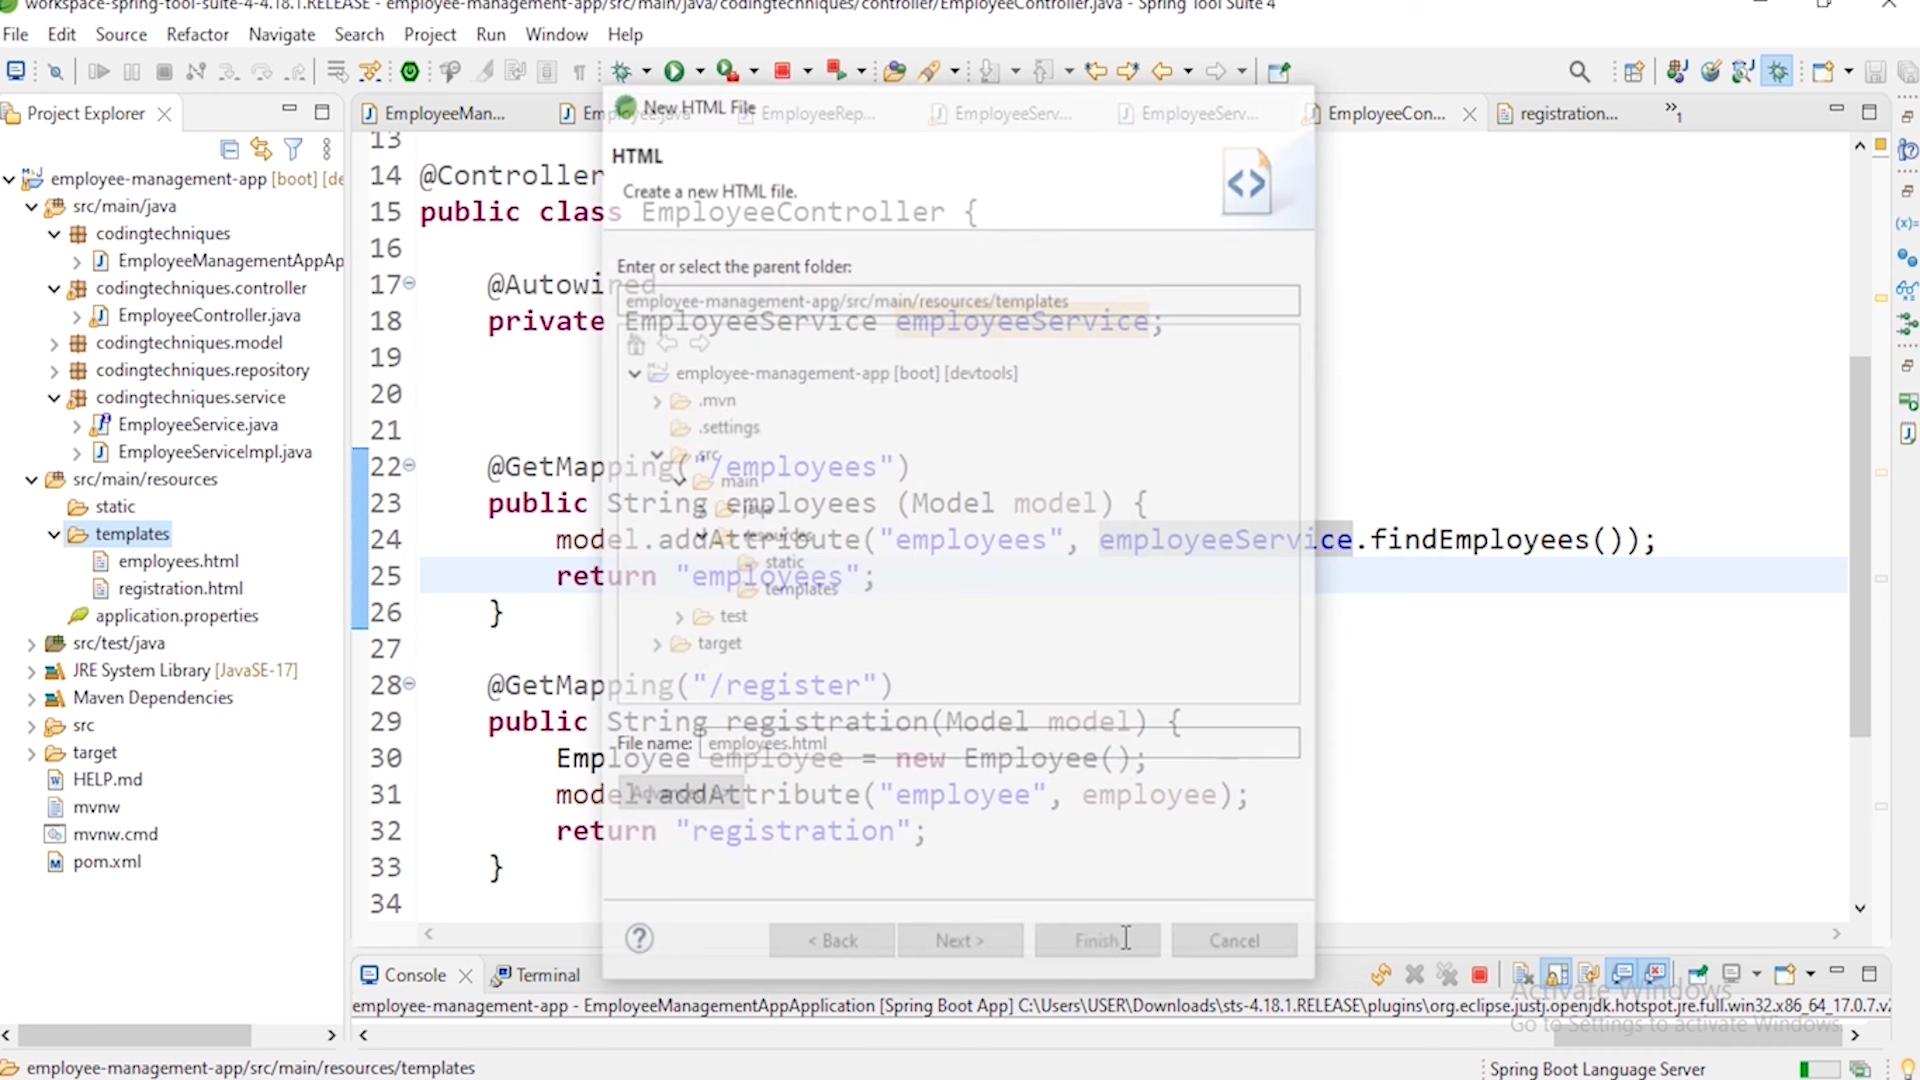 workspace-spring-tool-suite-4-4.18.1.RELEASE - employee-management-app/src/main/java/codingtechniques/controller/EmployeeController.java - Spring Tool Suite 4
File Edit Source Refactor Navigate Search Project Run Window Help
Project Explorer
EmployeeMan...
Employee.java
EmployeeRep...
EmployeeServ...
EmployeeServ...
EmployeeCon...
registration...
»1
New HTML File
HTML
Create a new HTML file.
Enter or select the parent folder:
employee-management-app/src/main/resources/templates
employee-management-app [boot] [devtools]
.mvn
.settings
src
main
java
resources
static
templates
test
target
File name: employees.html
Advanced >>
?
< Back
Next >
Finish
Cancel
employee-management-app [boot] [de
src/main/java
codingtechniques
EmployeeManagementAppAp
codingtechniques.controller
EmployeeController.java
codingtechniques.model
codingtechniques.repository
codingtechniques.service
EmployeeService.java
EmployeeServiceImpl.java
src/main/resources
static
templates
employees.html
registration.html
application.properties
src/test/java
JRE System Library [JavaSE-17]
Maven Dependencies
src
target
HELP.md
mvnw
mvnw.cmd
pom.xml
13
14 @Controller
15 public class EmployeeController {
16
17 @Autowired
18 private EmployeeService employeeService;
19
20
21
22 @GetMapping("/employees")
23 public String employees (Model model) {
24 model.addAttribute("employees", employeeService.findEmployees());
25 return "employees";
26 }
27
28 @GetMapping("/register")
29 public String registration(Model model) {
30 Employee employee = new Employee();
31 model.addAttribute("employee", employee);
32 return "registration";
33 }
34
Console
Terminal
employee-management-app - EmployeeManagementAppApplication [Spring Boot App] C:\Users\USER\Downloads\sts-4.18.1.RELEASE\plugins\org.eclipse.justj.openjdk.hotspot.jre.full.win32.x86_64_17.0.7.v2
Activate Windows
Go to Settings to activate Windows.
employee-management-app/src/main/resources/templates
Spring Boot Language Server